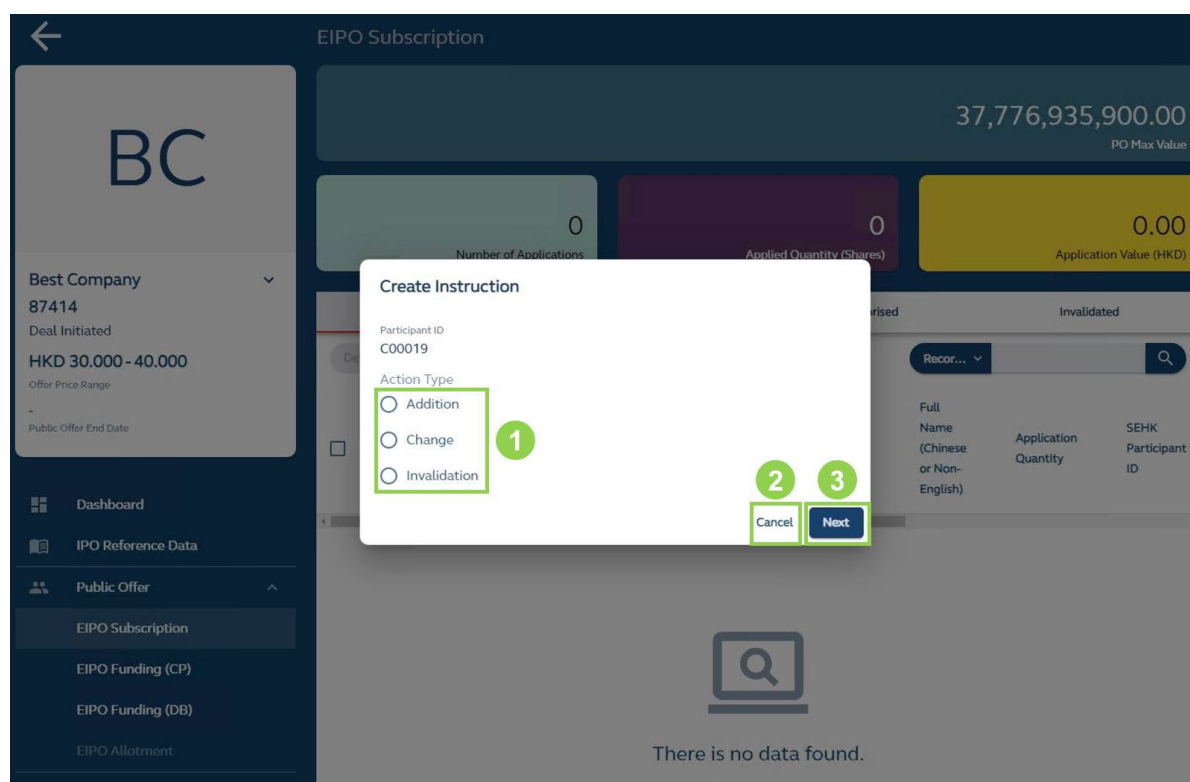 EIPO Subscription
BC
37,776,935,900.00
PO Max Value
0
Number of Applications
0
Applied Quantity (Shares)
0.00
Application Value (HKD)
Best Company
87414
Deal Initiated
HKD 30.000 - 40.000
Offer Price Range
-
Public Offer End Date
Create Instruction
Participant ID
C00019
Action Type
Addition
Change
Invalidation
1
2
3
Cancel
Next
Invalidated
Recor...
Full
Name
(Chinese
or Non-
English)
Application
Quantity
SEHK
Participant
ID
Dashboard
IPO Reference Data
Public Offer
EIPO Subscription
EIPO Funding (CP)
EIPO Funding (DB)
EIPO Allotment
There is no data found.